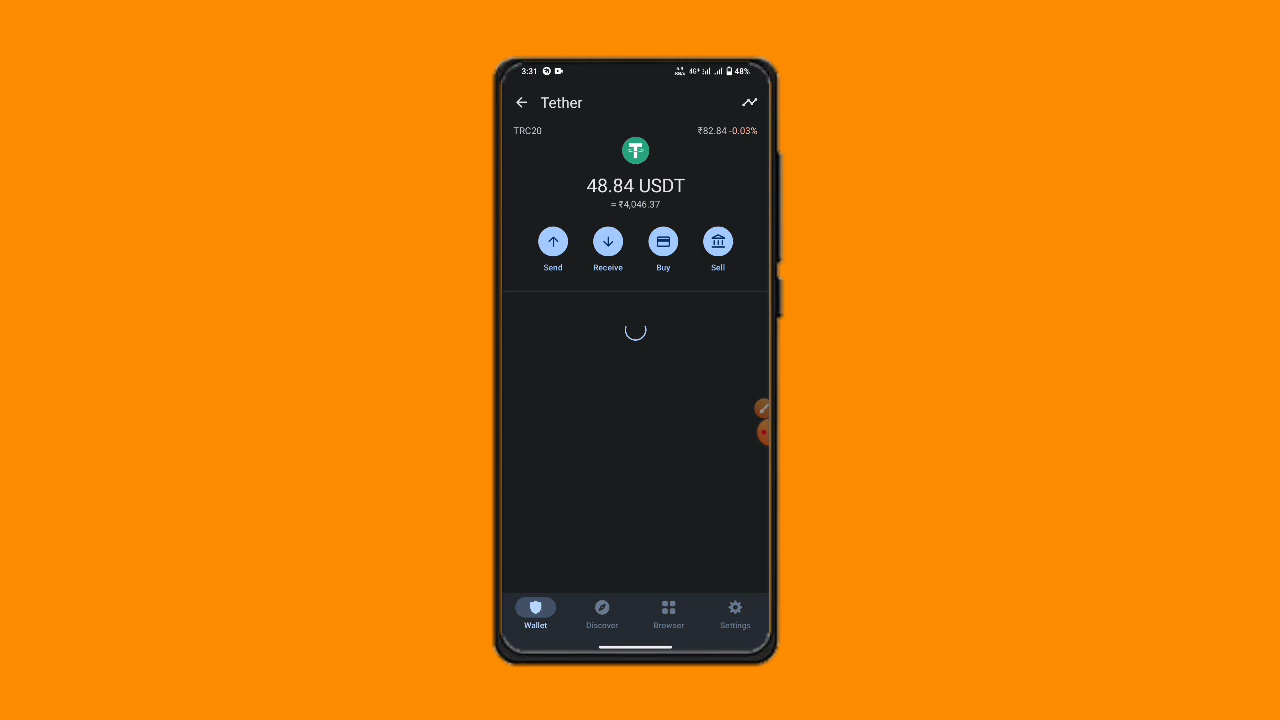 3:31 4G+ 48%
Tether
TRC20 ₹82.84 -0.03%
48.84 USDT
≈ ₹4,046.37
Send Receive Buy Sell
Wallet Discover Browser Settings